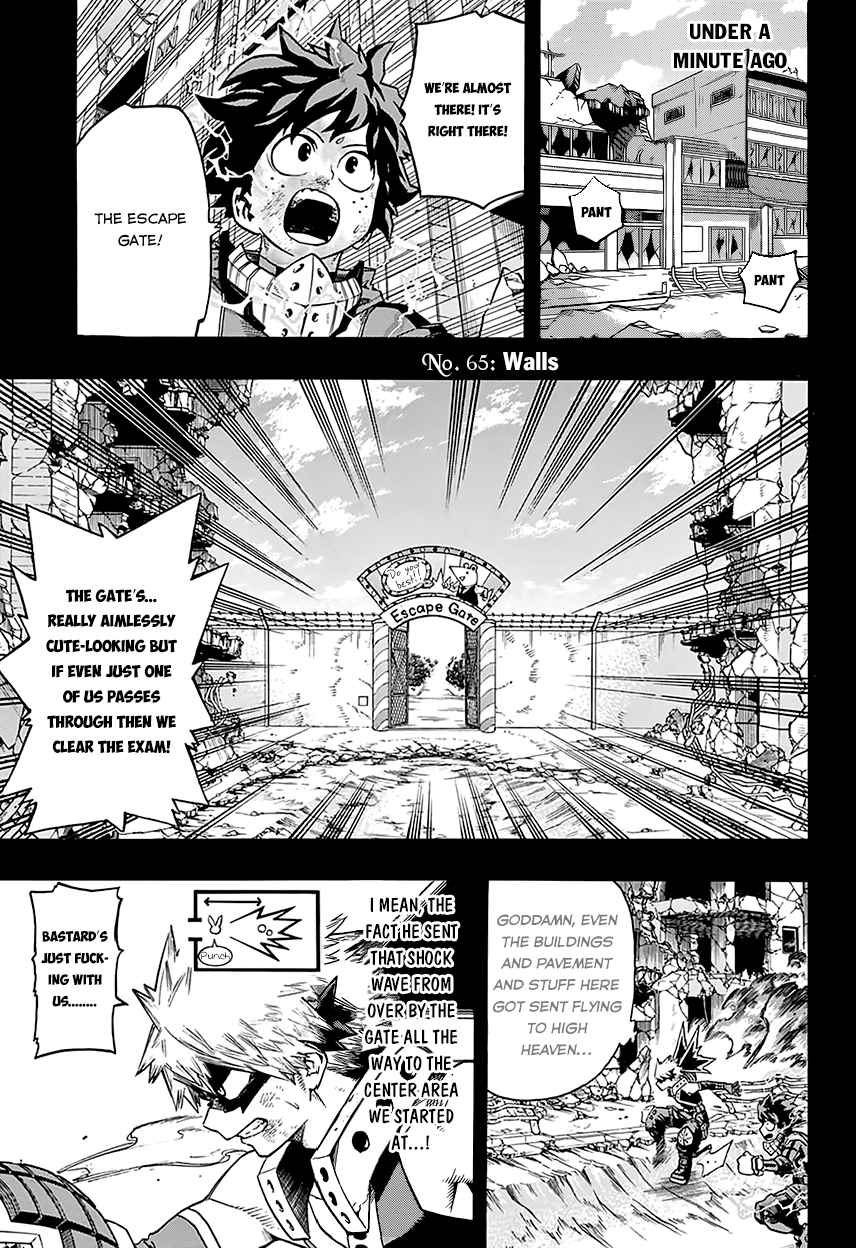 UNDER A
MINUTE AGO
PANT
PANT
WE'RE ALMOST
THERE! IT'S
RIGHT THERE!
THE ESCAPE
GATE!
No. 65: Walls
Do your
best!!
Escape Gate
THE GATE'S...
REALLY AIMLESSLY
CUTE-LOOKING BUT
IF EVEN JUST ONE
OF US PASSES
THROUGH THEN WE
CLEAR THE EXAM!
GODDAMN, EVEN
THE BUILDINGS
AND PAVEMENT
AND STUFF HERE
GOT SENT FLYING
TO HIGH
HEAVEN...
I MEAN, THE
FACT HE SENT
THAT SHOCK
WAVE FROM
OVER BY THE
GATE ALL THE
WAY TO THE
CENTER AREA
WE STARTED
AT...!
Punch
BASTARD'S
JUST FUCK-
ING WITH
US........